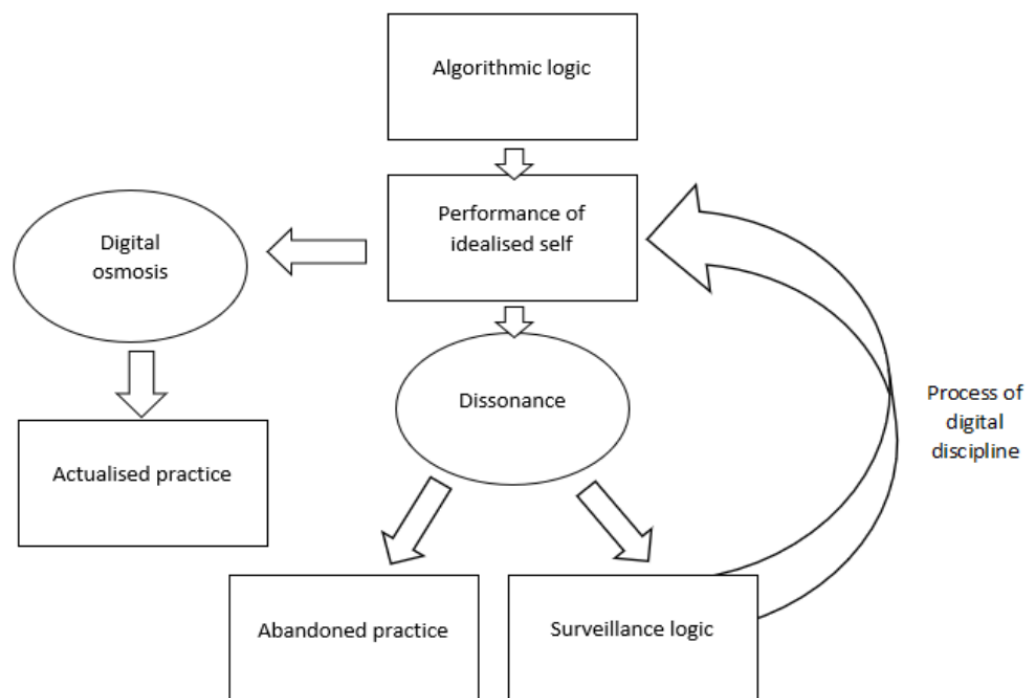 Algorithmic logic
Performance of
idealised self
Digital
osmosis
Dissonance
Process of
digital
discipline
Actualised practice
Abandoned practice
Surveillance logic